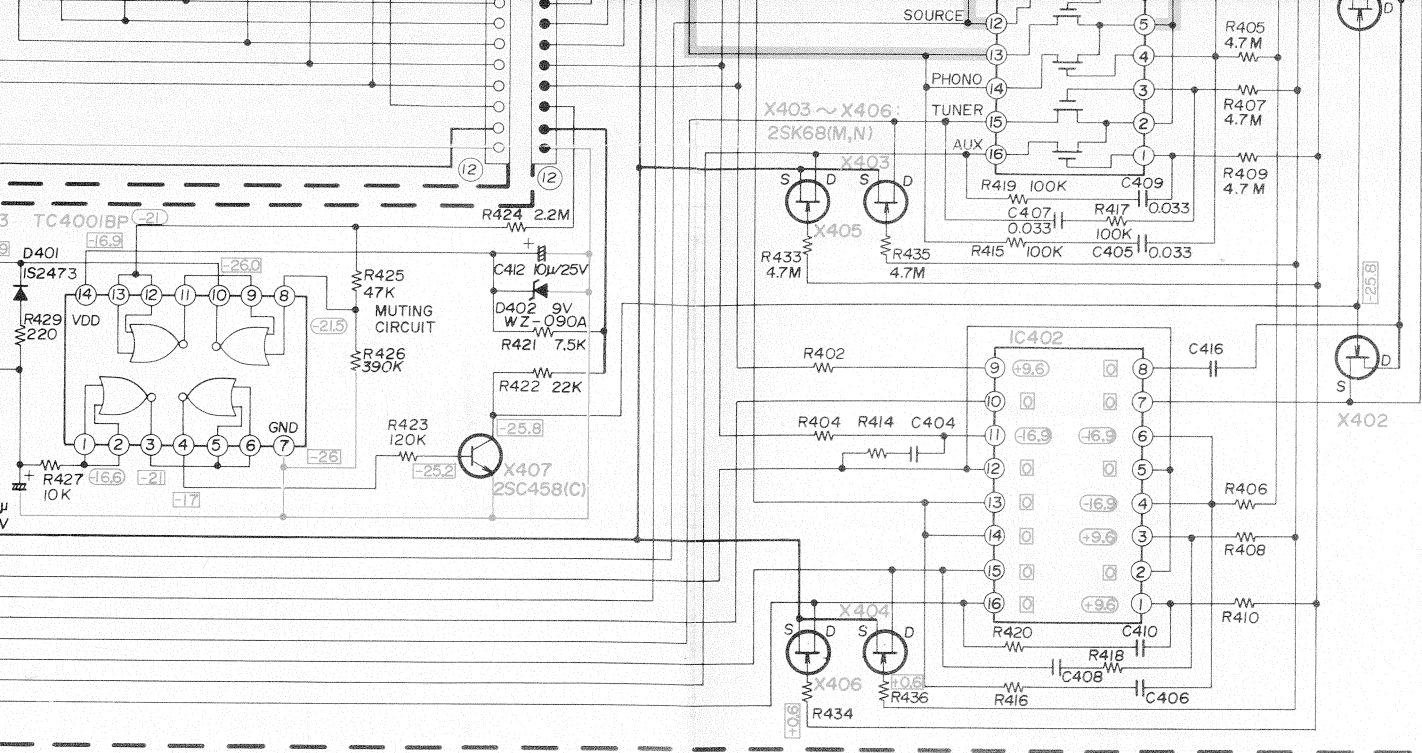 SOURCE 12 5 D
R405
4.7M
13 4
PHONO 14 3
R407
4.7M
X403～X406:
2SK68(M,N)
TUNER 15 2
AUX 16 1
R409
4.7M
12 12
X403
S D S D
X405
R419 100K C409
0.033
C407 R417
0.033 100K
R415 100K C405 0.033
R433
4.7M
R435
4.7M
3 TC4001BP -21
-16.9
9
D401
IS2473
-26.0
R424 2.2M
+
C412 10μ/25V
R425
47K
14 13 12 11 10 9 8
VDD
R429
220
MUTING
CIRCUIT
-21.5
D402 9V
WZ-090A
R421 7.5K
R426
390K
R422 22K
-25.8
IC402
R402 9 +9.6 0 8 C416
D
S
X402
10 0 0 7
R404 R414 C404 11 -16.9 -16.9 6
12 0 0 5
13 0 -16.9 4 R406
14 0 +9.6 3 R408
15 0 0 2
16 0 +9.6 1 R410
GND
1 2 3 4 5 6 7
R423
120K
-25.8
-25.2
X407
2SC458(C)
+
R427
10K
-16.6 -21 -17 -26
μ
V
X404
S D S D
X406
R420 C410
R418
C408
R416 C406
+0.6
R436
+0.6
R434